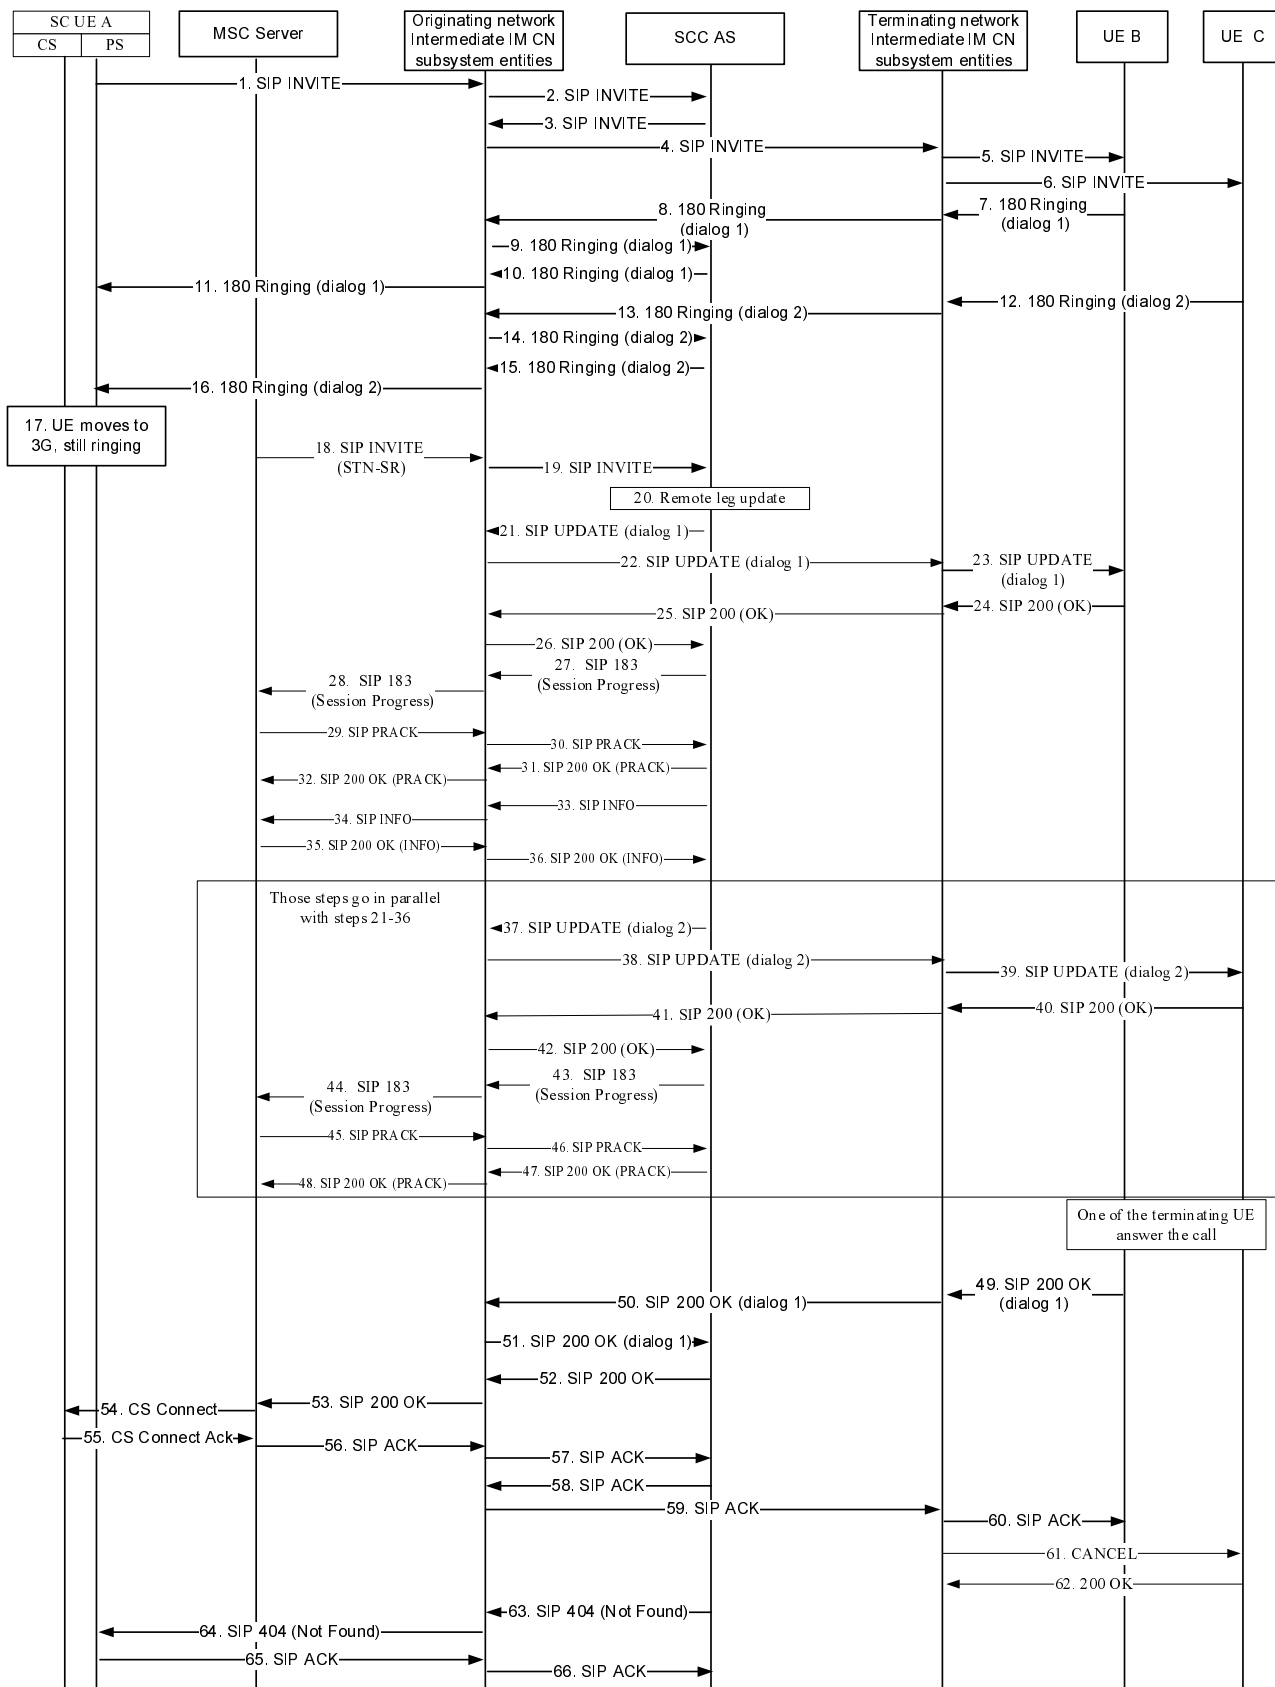 SC UE A
CS
PS
MSC Server
Originating network
Intermediate IM CN
subsystem entities
SCC AS
Terminating network
Intermediate IM CN
subsystem entities
UE B
UE C
1. SIP INVITE
2. SIP INVITE
3. SIP INVITE
4. SIP INVITE
5. SIP INVITE
6. SIP INVITE
7. 180 Ringing
(dialog 1)
8. 180 Ringing
(dialog 1)
9. 180 Ringing (dialog 1)
10. 180 Ringing (dialog 1)
11. 180 Ringing (dialog 1)
12. 180 Ringing (dialog 2)
13. 180 Ringing (dialog 2)
14. 180 Ringing (dialog 2)
15. 180 Ringing (dialog 2)
16. 180 Ringing (dialog 2)
17. UE moves to
3G, still ringing
18. SIP INVITE
(STN-SR)
19. SIP INVITE
20. Remote leg update
21. SIP UPDATE (dialog 1)
22. SIP UPDATE (dialog 1)
23. SIP UPDATE
(dialog 1)
24. SIP 200 (OK)
25. SIP 200 (OK)
26. SIP 200 (OK)
27. SIP 183
(Session Progress)
28. SIP 183
(Session Progress)
29. SIP PRACK
30. SIP PRACK
31. SIP 200 OK (PRACK)
32. SIP 200 OK (PRACK)
33. SIP INFO
34. SIP INFO
35. SIP 200 OK (INFO)
36. SIP 200 OK (INFO)
Those steps go in parallel
with steps 21-36
37. SIP UPDATE (dialog 2)
38. SIP UPDATE (dialog 2)
39. SIP UPDATE (dialog 2)
40. SIP 200 (OK)
41. SIP 200 (OK)
42. SIP 200 (OK)
43. SIP 183
(Session Progress)
44. SIP 183
(Session Progress)
45. SIP PRACK
46. SIP PRACK
47. SIP 200 OK (PRACK)
48. SIP 200 OK (PRACK)
One of the terminating UE
answer the call
49. SIP 200 OK
(dialog 1)
50. SIP 200 OK (dialog 1)
51. SIP 200 OK (dialog 1)
52. SIP 200 OK
53. SIP 200 OK
54. CS Connect
55. CS Connect Ack
56. SIP ACK
57. SIP ACK
58. SIP ACK
59. SIP ACK
60. SIP ACK
61. CANCEL
62. 200 OK
63. SIP 404 (Not Found)
64. SIP 404 (Not Found)
65. SIP ACK
66. SIP ACK